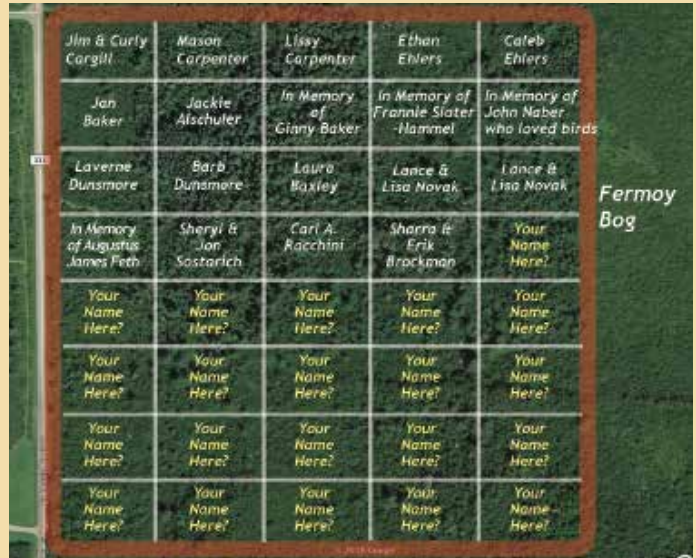 Jim & Curly
Cargill
Mason
Carpenter
Lissy
Carpenter
Ethan
Ehlers
Caleb
Ehlers
Jan
Baker
Jackie
Alschuler
In Memory
of
Ginny Baker
In Memory of
Frannie Slater
-Hammel
In Memory of
John Naber
who loved birds
Laverne
Dunsmore
Barb
Dunsmore
Laura
Baxley
Lance &
Lisa Novak
Lance &
Lisa Novak
Fermoy
Bog
In Memory
of Augustus
James Feth
Sheryl &
Jon
Sostarich
Carl A.
Racchini
Sharra &
Erik
Brockman
Your
Name
Here?
Your
Name
Here?
Your
Name
Here?
Your
Name
Here?
Your
Name
Here?
Your
Name
Here?
Your
Name
Here?
Your
Name
Here?
Your
Name
Here?
Your
Name
Here?
Your
Name
Here?
Your
Name
Here?
Your
Name
Here?
Your
Name
Here?
Your
Name
Here?
Your
Name
Here?
Your
Name
Here?
Your
Name
Here?
Your
Name
Here?
Your
Name
Here?
Your
Name
Here?